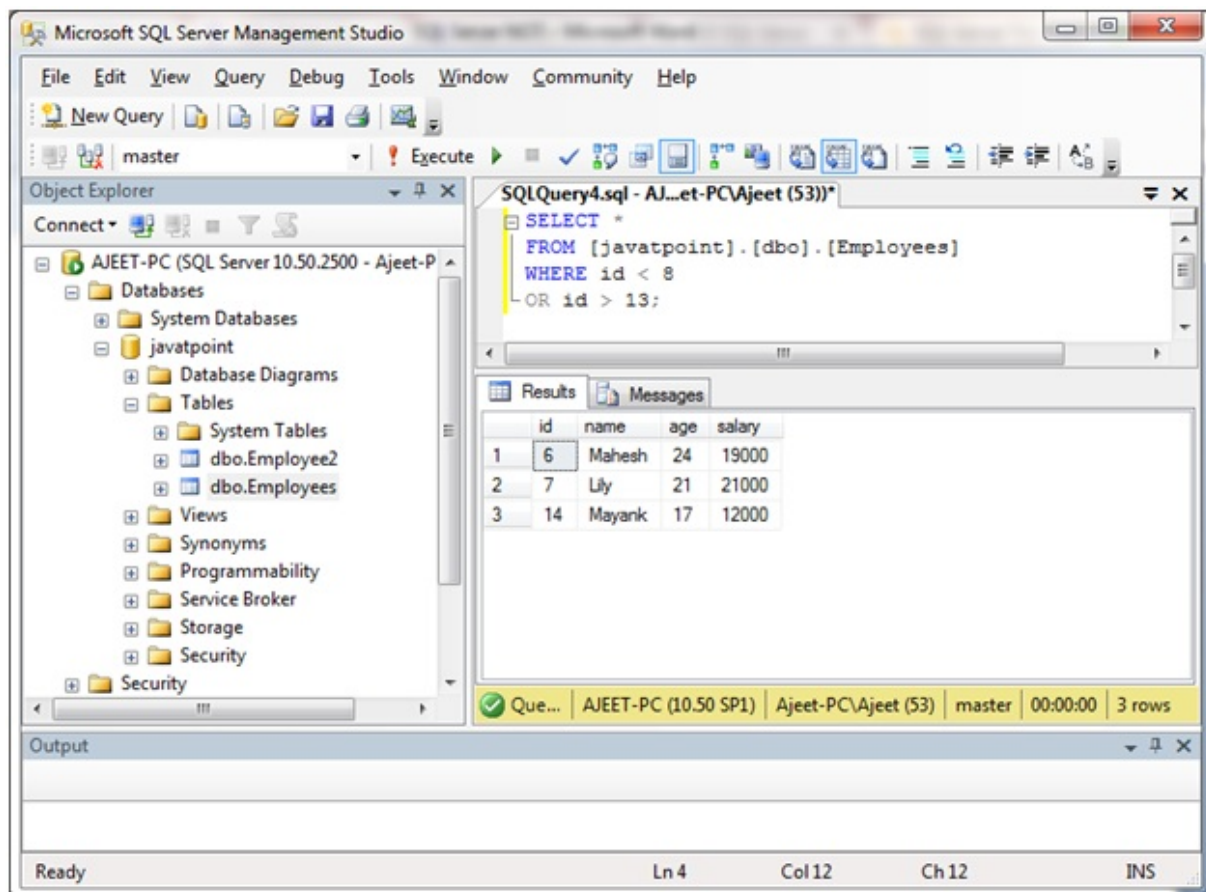 Microsoft SQL Server Management Studio
File Edit View Query Debug Tools Window Community Help
New Query
master Execute
Object Explorer
Connect
AJEET-PC (SQL Server 10.50.2500 - Ajeet-P
Databases
System Databases
javatpoint
Database Diagrams
Tables
System Tables
dbo.Employee2
dbo.Employees
Views
Synonyms
Programmability
Service Broker
Storage
Security
Security
SQLQuery4.sql - AJ...et-PC\Ajeet (53))*
SELECT *
FROM [javatpoint].[dbo].[Employees]
WHERE id < 8
OR id > 13;
Results Messages
id name age salary
1 6 Mahesh 24 19000
2 7 Lily 21 21000
3 14 Mayank 17 12000
Que... AJEET-PC (10.50 SP1) Ajeet-PC\Ajeet (53) master 00:00:00 3 rows
Output
Ready Ln 4 Col 12 Ch 12 INS